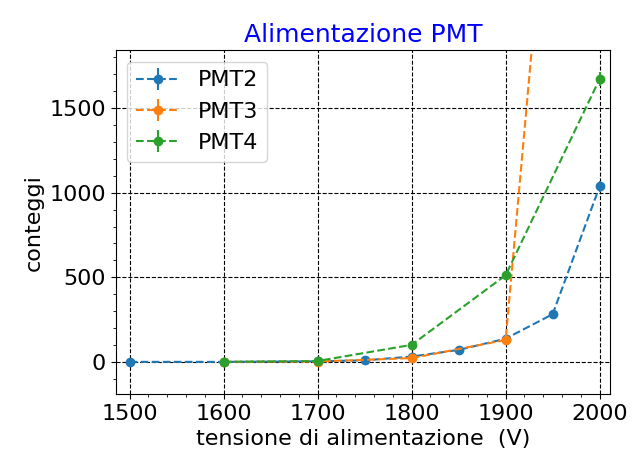 Alimentazione PMT
PMT2
PMT3
PMT4
conteggi
1500
1000
500
0
1500 1600 1700 1800 1900 2000
tensione di alimentazione (V)